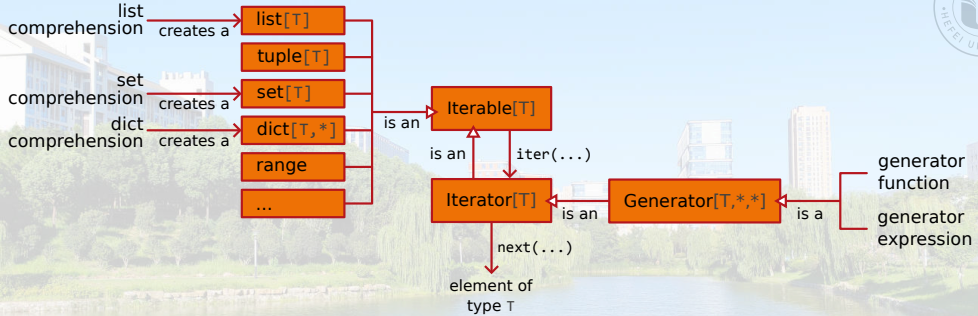 list
comprehension
creates a
list[T]
tuple[T]
set
comprehension
creates a
set[T]
dict
comprehension
creates a
dict[T,*]
range
...
is an
Iterable[T]
is an
iter(...)
Iterator[T]
is an
Generator[T,*,*]
is a
generator
function
generator
expression
next(...)
element of
type T
HEFEI U